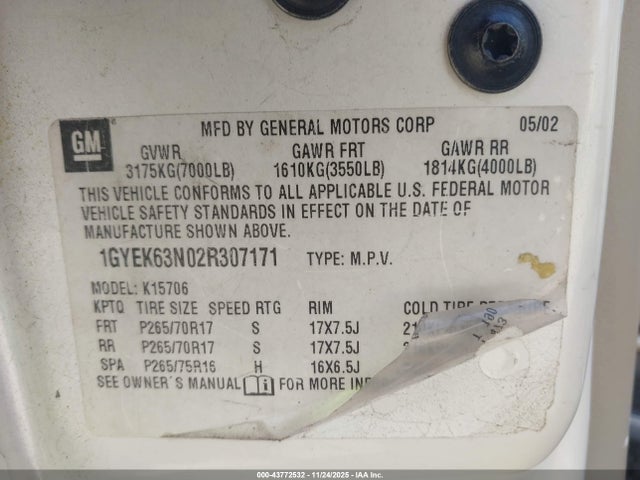 GM
MFD BY GENERAL MOTORS CORP 05/02
GVWR GAWR FRT GAWR RR
3175KG(7000LB) 1610KG(3550LB) 1814KG(4000LB)
THIS VEHICLE CONFORMS TO ALL APPLICABLE U.S. FEDERAL MOTOR
VEHICLE SAFETY STANDARDS IN EFFECT ON THE DATE OF
MANUFACTURE SHOWN ABOVE.
1GYEK63N02R307171 TYPE: M.P.V.
MODEL: K15706
KPTQ TIRE SIZE SPEED RTG RIM COLD TIRE
FRT P265/70R17 S 17X7.5J
RR P265/70R17 S 17X7.5J
SPA P265/75R16 H 16X6.5J
SEE OWNER'S MANUAL FOR MORE
000-43772532 - 11/24/2025 - IAAI.COM